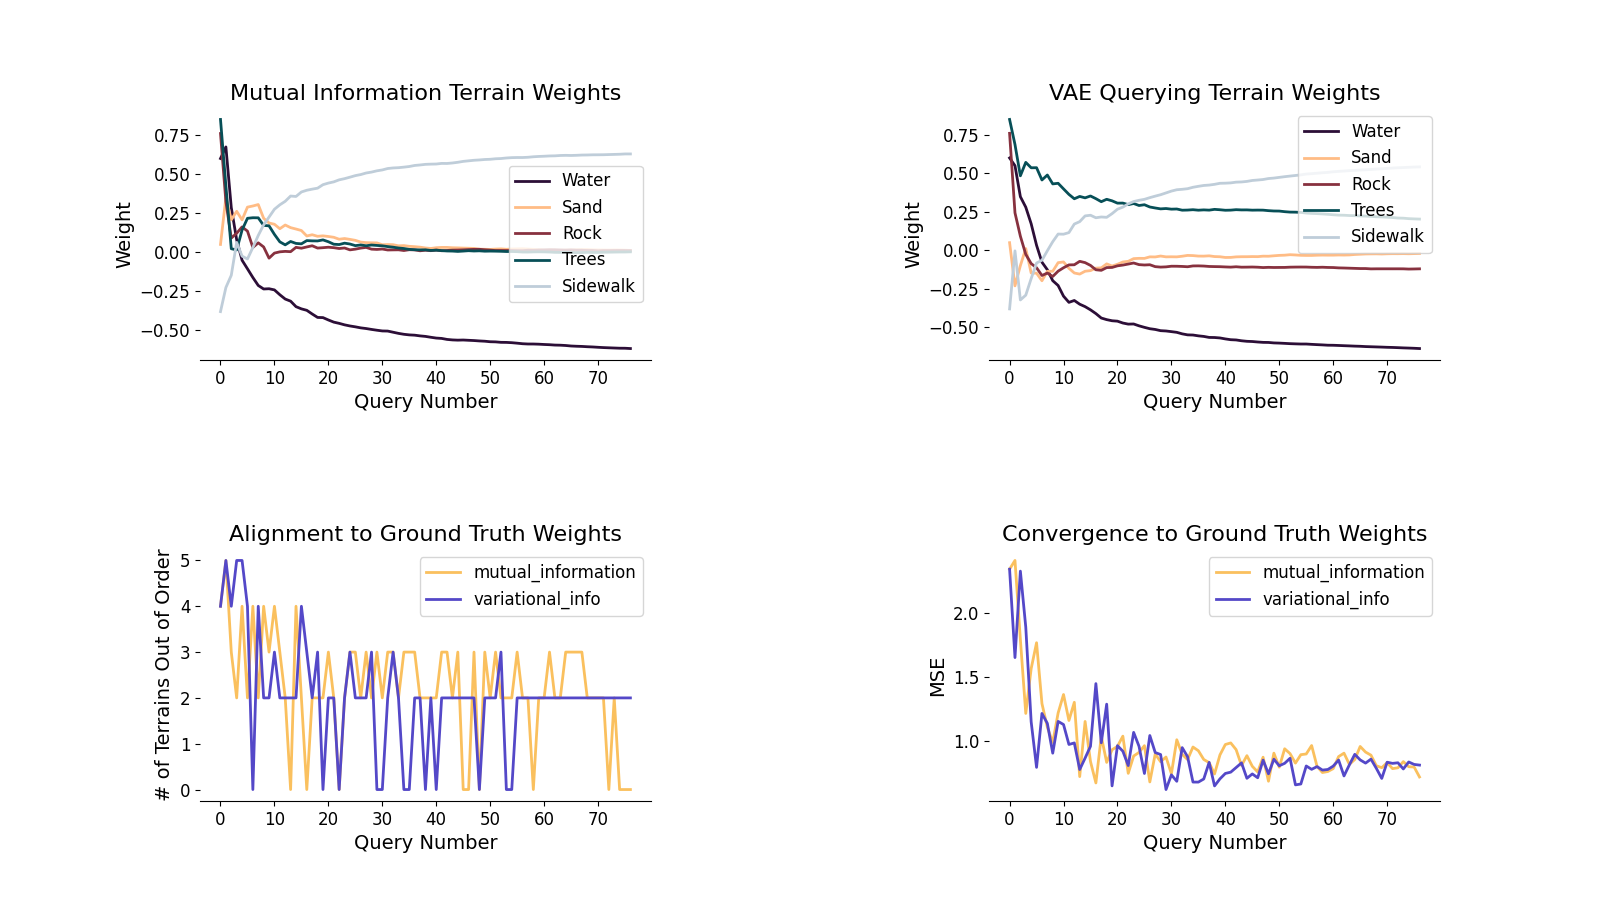 Mutual Information Terrain Weights
Weight
0.75
0.50
0.25
0.00
−0.25
−0.50
Water
Sand
Rock
Trees
Sidewalk
0 10 20 30 40 50 60 70
Query Number
VAE Querying Terrain Weights
Weight
0.75
0.50
0.25
0.00
−0.25
−0.50
Water
Sand
Rock
Trees
Sidewalk
0 10 20 30 40 50 60 70
Query Number
Alignment to Ground Truth Weights
# of Terrains Out of Order
5
4
3
2
1
0
mutual_information
variational_info
0 10 20 30 40 50 60 70
Query Number
Convergence to Ground Truth Weights
MSE
2.0
1.5
1.0
mutual_information
variational_info
0 10 20 30 40 50 60 70
Query Number